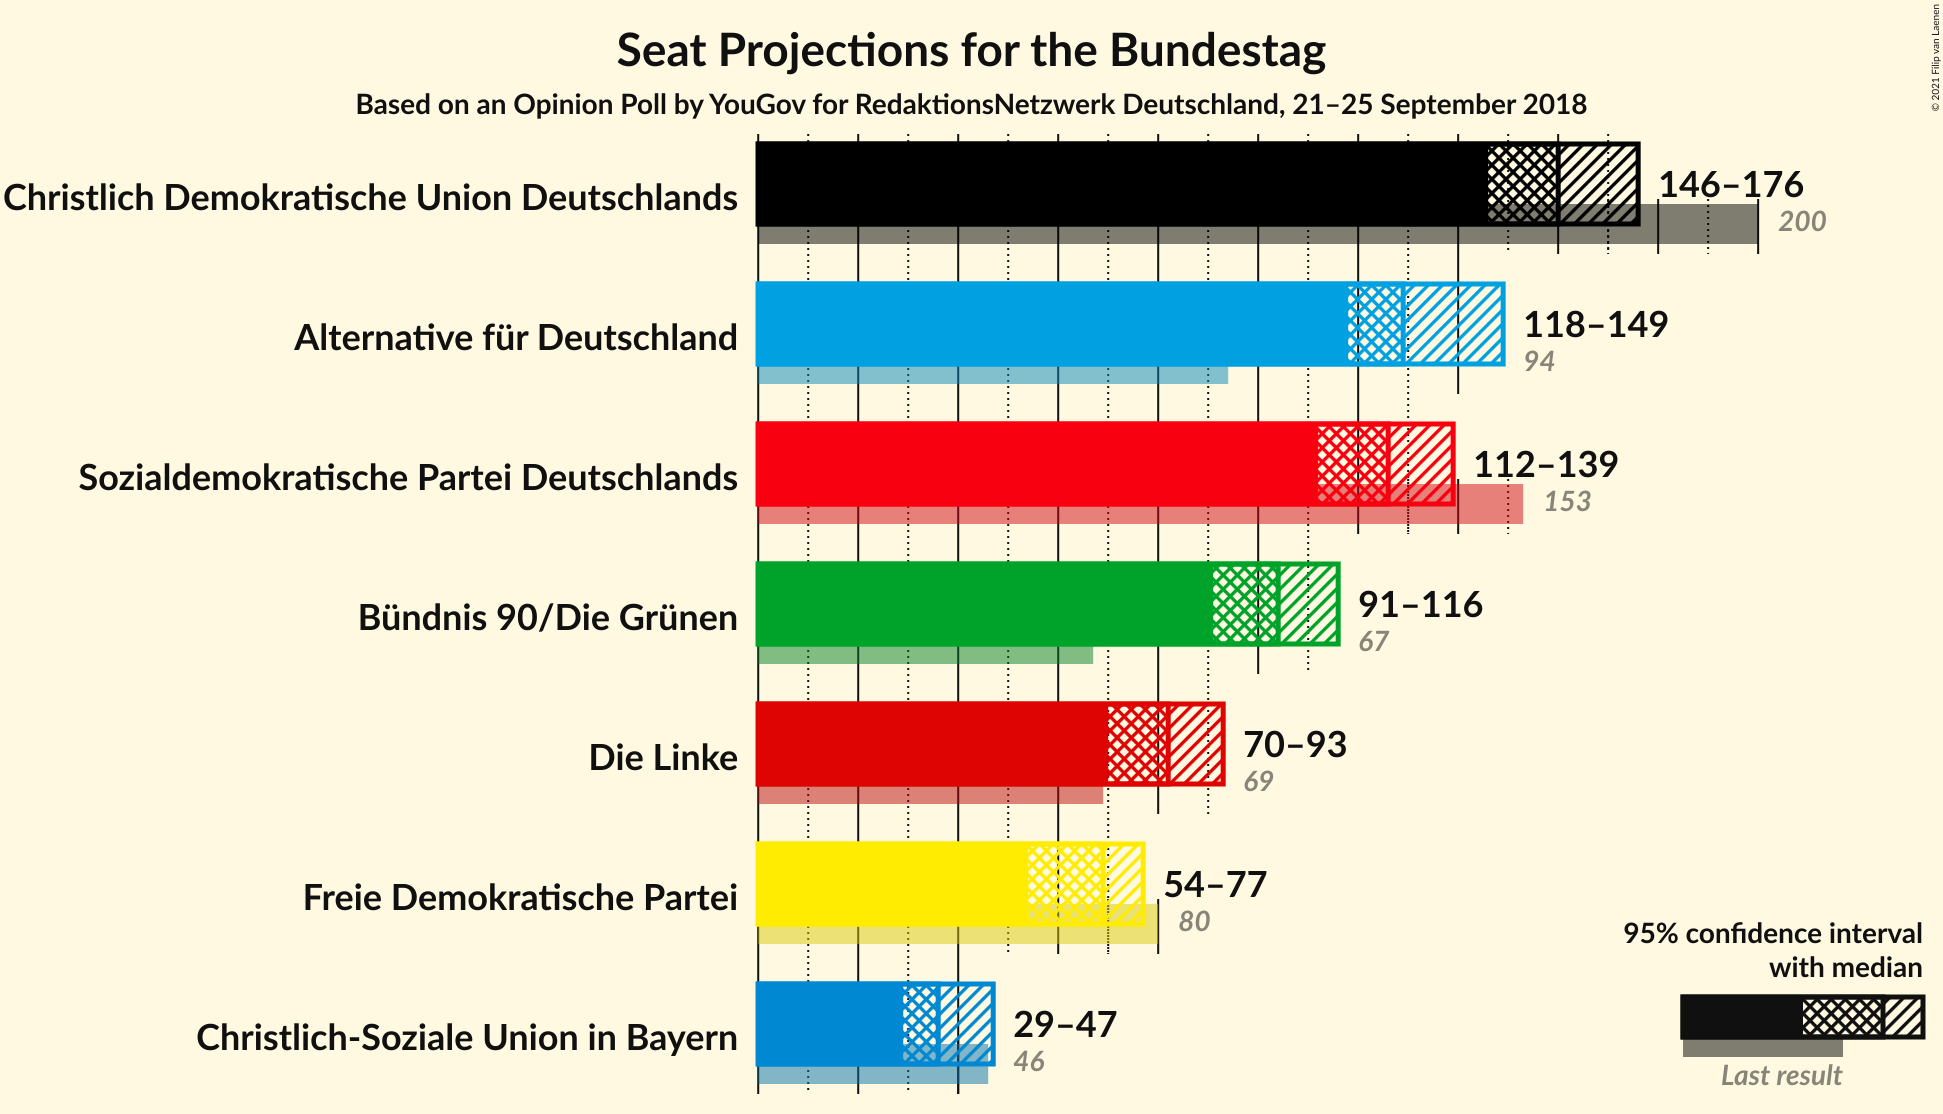 Seat Projections for the Bundestag
Based on an Opinion Poll by YouGov for RedaktionsNetzwerk Deutschland, 21–25 September 2018
© 2021 Filip van Laenen
Christlich Demokratische Union Deutschlands
146–176
200
Alternative für Deutschland
118–149
94
Sozialdemokratische Partei Deutschlands
112–139
153
Bündnis 90/Die Grünen
91–116
67
Die Linke
70–93
69
Freie Demokratische Partei
54–77
80
Christlich-Soziale Union in Bayern
29–47
46
95% confidence interval
with median
Last result